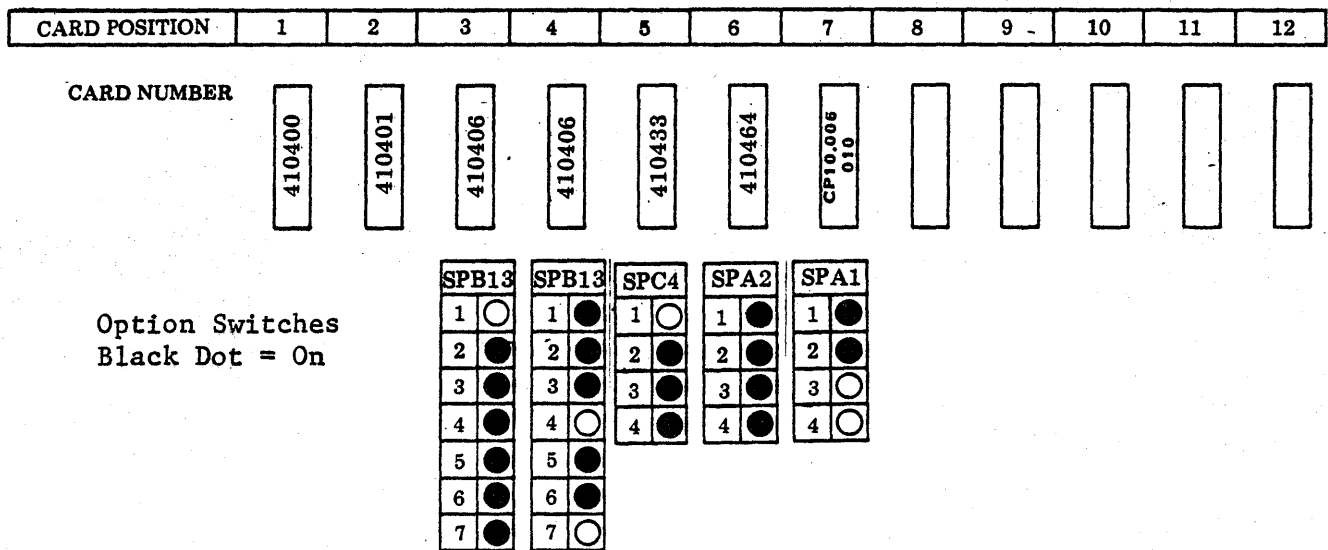 CARD POSITION 1 2 3 4 5 6 7 8 9 10 11 12
CARD NUMBER
410400
410401
410406
410406
410433
410464
CP10.006
010
SPB13 SPB13 SPC4 SPA2 SPA1
Option Switches
Black Dot = On
1 1 1 1 1
2 2 2 2 2
3 3 3 3 3
4 4 4 4 4
5 5
6 6
7 7